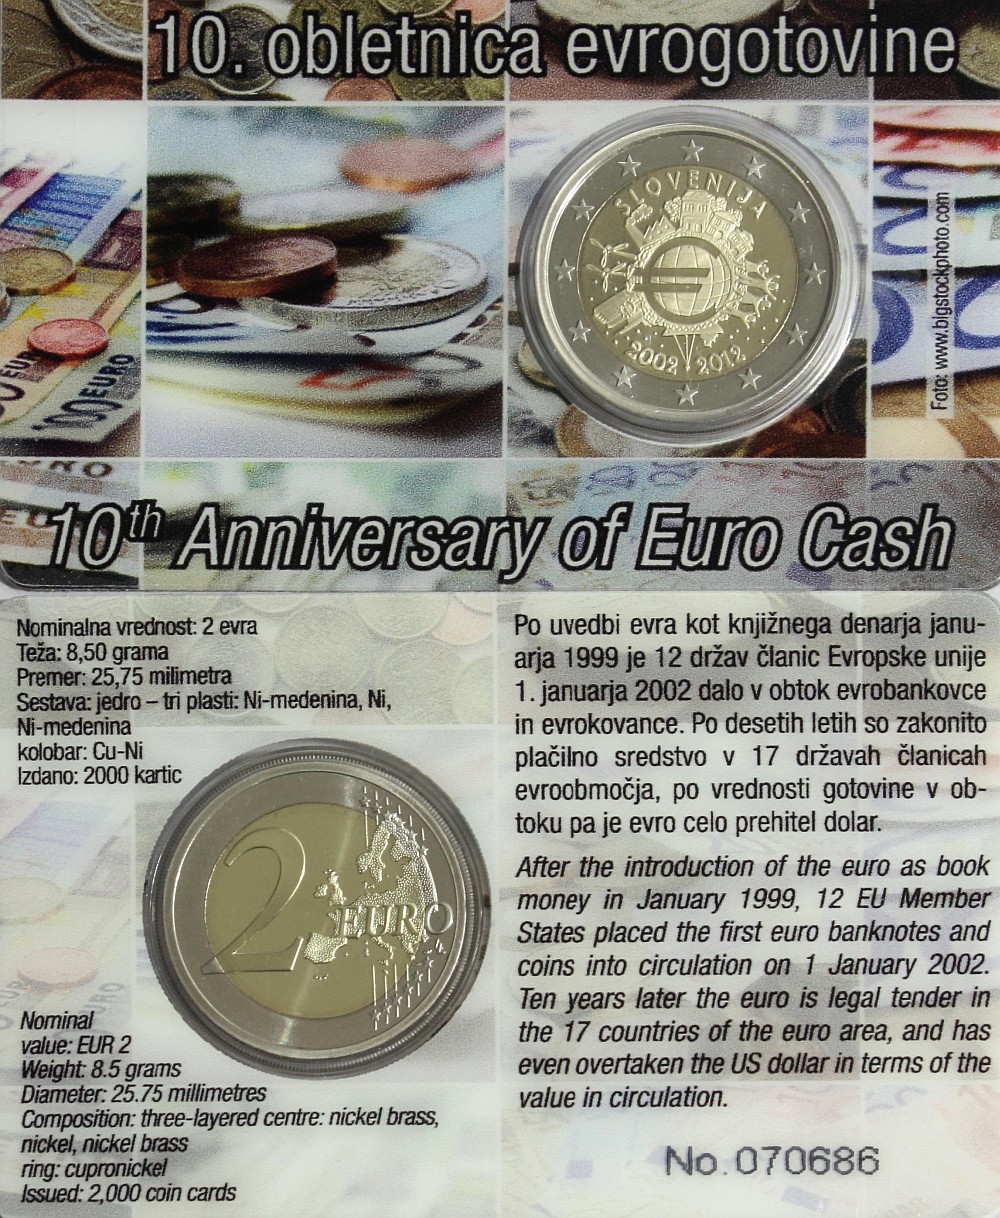 10. obletnica evrogotovine
SLOVENIJA
2002 2012
Foto: www.bigstockphoto.com
EURO
100 EURO
10th Anniversary of Euro Cash
Nominalna vrednost: 2 evra
Teža: 8,50 grama
Premer: 25,75 milimetra
Sestava: jedro – tri plasti: Ni-medenina, Ni,
Ni-medenina
kolobar: Cu-Ni
Izdano: 2000 kartic
2 EURO
Nominal
value: EUR 2
Weight: 8.5 grams
Diameter: 25.75 millimetres
Composition: three-layered centre: nickel brass,
nickel, nickel brass
ring: cupronickel
Issued: 2,000 coin cards
Po uvedbi evra kot knjižnega denarja janu-
arja 1999 je 12 držav članic Evropske unije
1. januarja 2002 dalo v obtok evrobankovce
in evrokovance. Po desetih letih so zakonito
plačilno sredstvo v 17 državah članicah
evroobmočja, po vrednosti gotovine v ob-
toku pa je evro celo prehitel dolar.
After the introduction of the euro as book
money in January 1999, 12 EU Member
States placed the first euro banknotes and
coins into circulation on 1 January 2002.
Ten years later the euro is legal tender in
the 17 countries of the euro area, and has
even overtaken the US dollar in terms of the
value in circulation.
No.070686